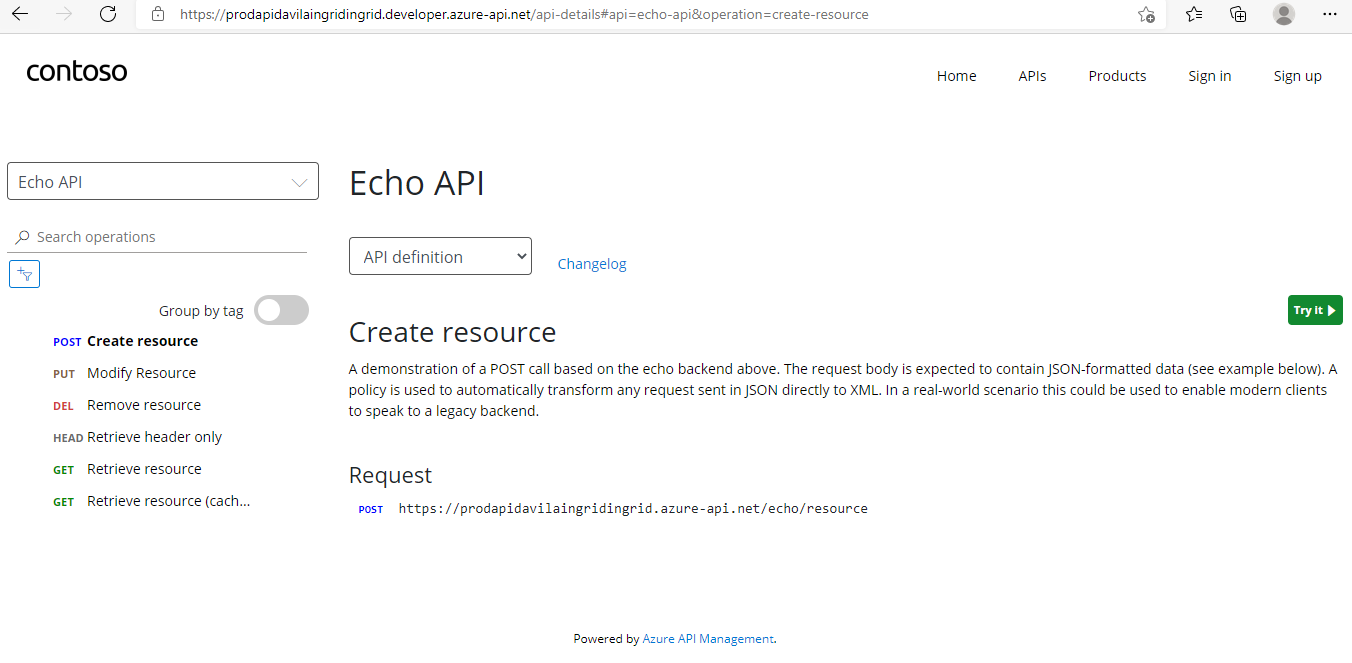 https://prodapidavilaingridingrid.developer.azure-api.net/api-details#api=echo-api&operation=create-resource
contoso
Home
APIs
Products
Sign in
Sign up
Echo API
Search operations
Group by tag
POST Create resource
PUT Modify Resource
DEL Remove resource
HEAD Retrieve header only
GET Retrieve resource
GET Retrieve resource (cach...
Echo API
API definition
Changelog
Try It
Create resource
A demonstration of a POST call based on the echo backend above. The request body is expected to contain JSON-formatted data (see example below). A
policy is used to automatically transform any request sent in JSON directly to XML. In a real-world scenario this could be used to enable modern clients
to speak to a legacy backend.
Request
POST https://prodapidavilaingridingrid.azure-api.net/echo/resource
Powered by Azure API Management.